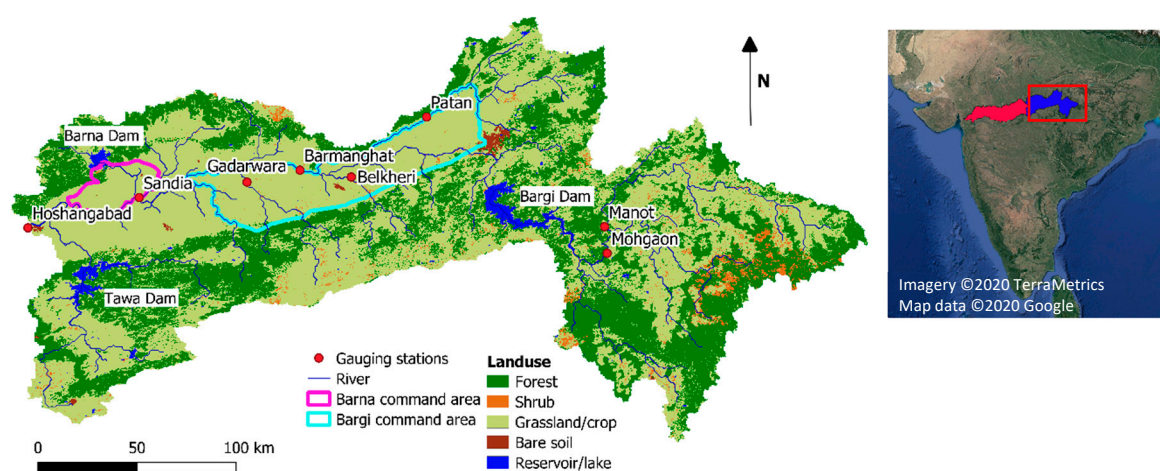 N
Patan
Barna Dam
Barmanghat
Gadarwara
Belkheri
Sandia
Bargi Dam
Manot
Hoshangabad
Mohgaon
Tawa Dam
Gauging stations
River
Barna command area
Bargi command area
Landuse
Forest
Shrub
Grassland/crop
Bare soil
Reservoir/lake
0 50 100 km
Imagery ©2020 TerraMetrics
Map data ©2020 Google